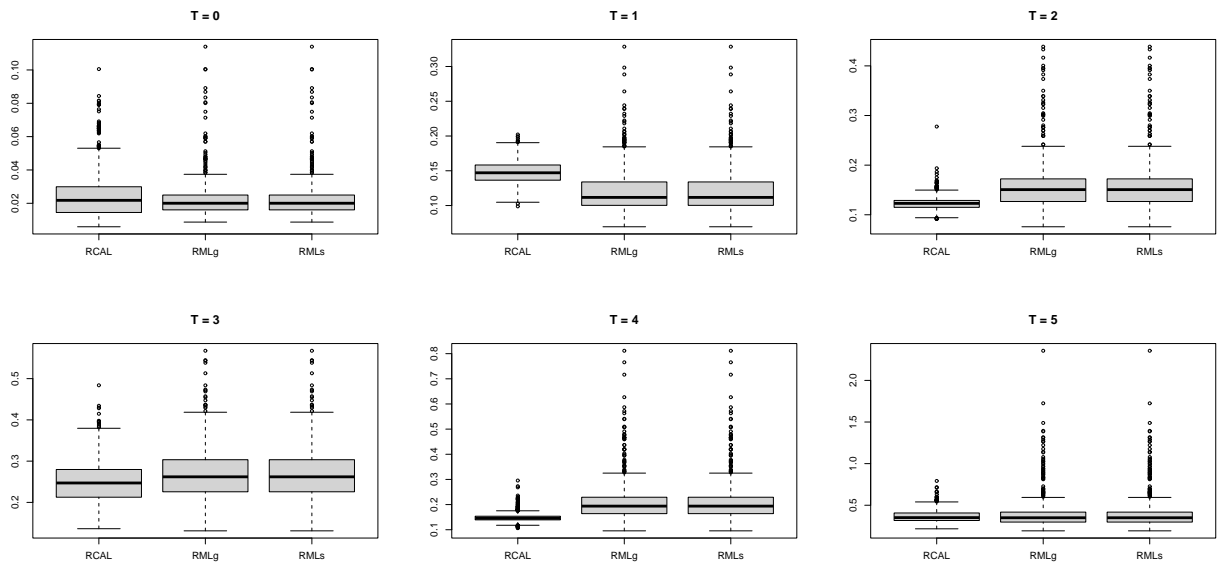 T = 0
0.10
0.08
0.06
0.04
0.02
RCAL RMLg RMLs
T = 1
0.30
0.25
0.20
0.15
0.10
RCAL RMLg RMLs
T = 2
0.4
0.3
0.2
0.1
RCAL RMLg RMLs
T = 3
0.5
0.4
0.3
0.2
RCAL RMLg RMLs
T = 4
0.8
0.7
0.6
0.5
0.4
0.3
0.2
0.1
RCAL RMLg RMLs
T = 5
2.0
1.5
1.0
0.5
RCAL RMLg RMLs